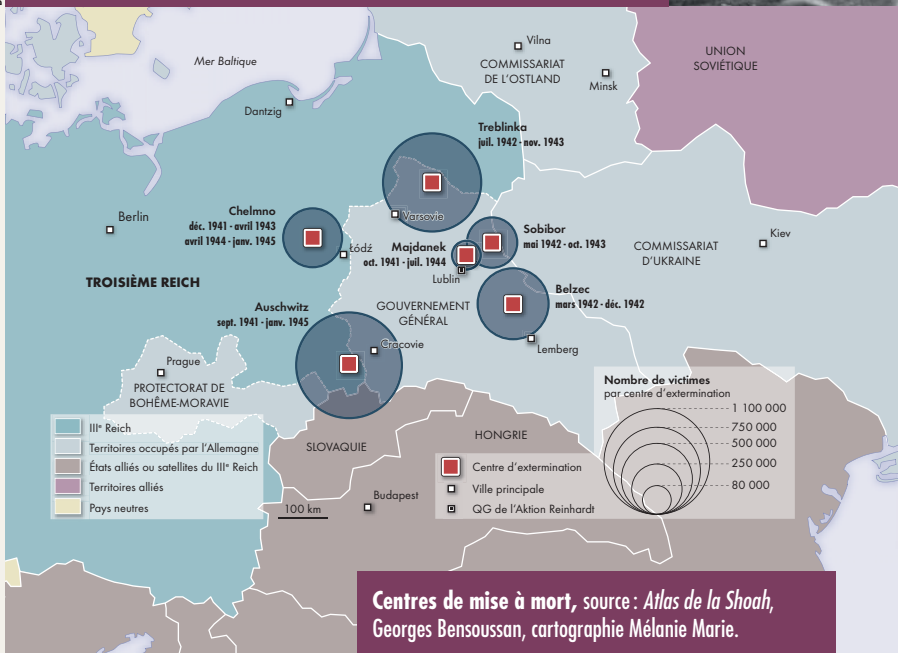 Mer Baltique
Vilna
COMMISSARIAT
DE L'OSTLAND
Minsk
UNION
SOVIÉTIQUE
Dantzig
Treblinka
juil. 1942 - nov. 1943
Berlin
Chelmno
déc. 1941 - avril 1943
avril 1944 - janv. 1945
Varsovie
Łódź
Majdanek
oct. 1941 - juil. 1944
Lublin
Sobibor
mai 1942 - oct. 1943
COMMISSARIAT
D'UKRAINE
Kiev
TROISIÈME REICH
Auschwitz
sept. 1941 - janv. 1945
GOUVERNEMENT
GÉNÉRAL
Belzec
mars 1942 - déc. 1942
Cracovie
Lemberg
Prague
PROTECTORAT DE
BOHÊME-MORAVIE
Nombre de victimes
par centre d'extermination
1 100 000
750 000
500 000
250 000
80 000
IIIe Reich
Territoires occupés par l'Allemagne
États alliés ou satellites du IIIe Reich
Territoires alliés
Pays neutres
SLOVAQUIE
HONGRIE
Budapest
100 km
Centre d'extermination
Ville principale
QG de l'Aktion Reinhardt
Centres de mise à mort, source : Atlas de la Shoah,
Georges Bensoussan, cartographie Mélanie Marie.